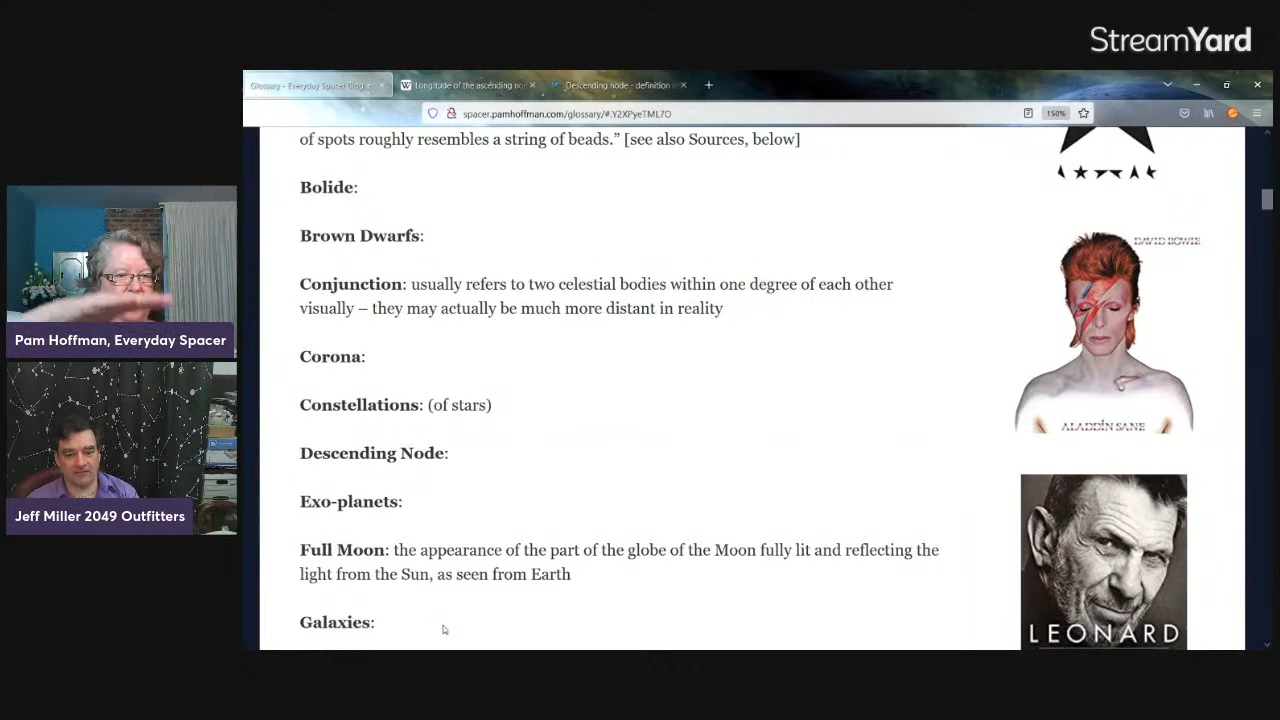 StreamYard
Glossary - Everyday Spacer Blog
Longitude of the ascending no
Descending node - definition o
spacer.pamhoffman.com/glossary/#.Y2XPyeTML7O
150%
of spots roughly resembles a string of beads.” [see also Sources, below]
Bolide:
Brown Dwarfs:
DAVID BOWIE
Conjunction: usually refers to two celestial bodies within one degree of each other
visually – they may actually be much more distant in reality
Pam Hoffman, Everyday Spacer
Corona:
Constellations: (of stars)
ALADDIN SANE
Descending Node:
Exo-planets:
Jeff Miller 2049 Outfitters
Full Moon: the appearance of the part of the globe of the Moon fully lit and reflecting the
light from the Sun, as seen from Earth
Galaxies:
LEONARD